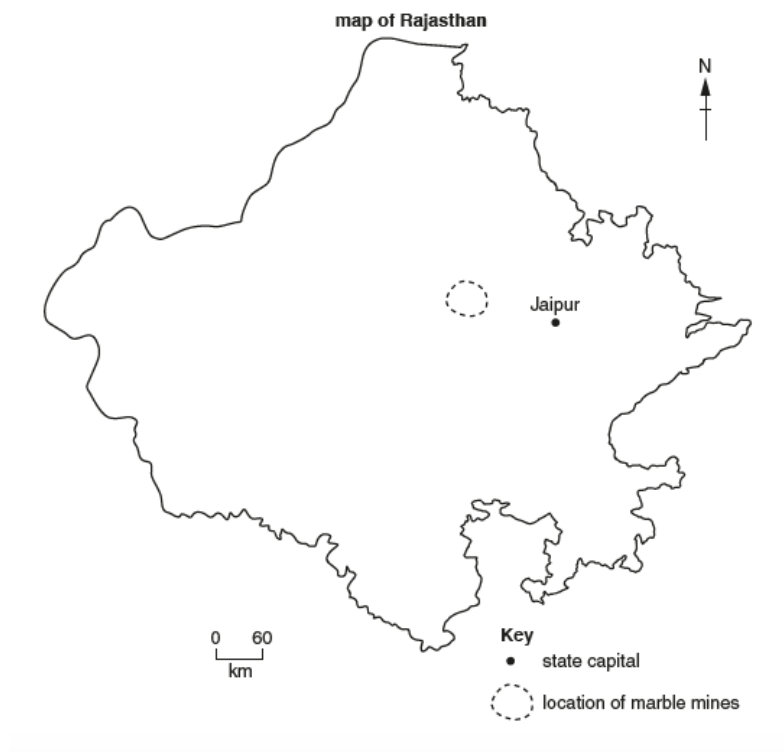 map of Rajasthan
N
Jaipur
0 60
km
Key
state capital
location of marble mines